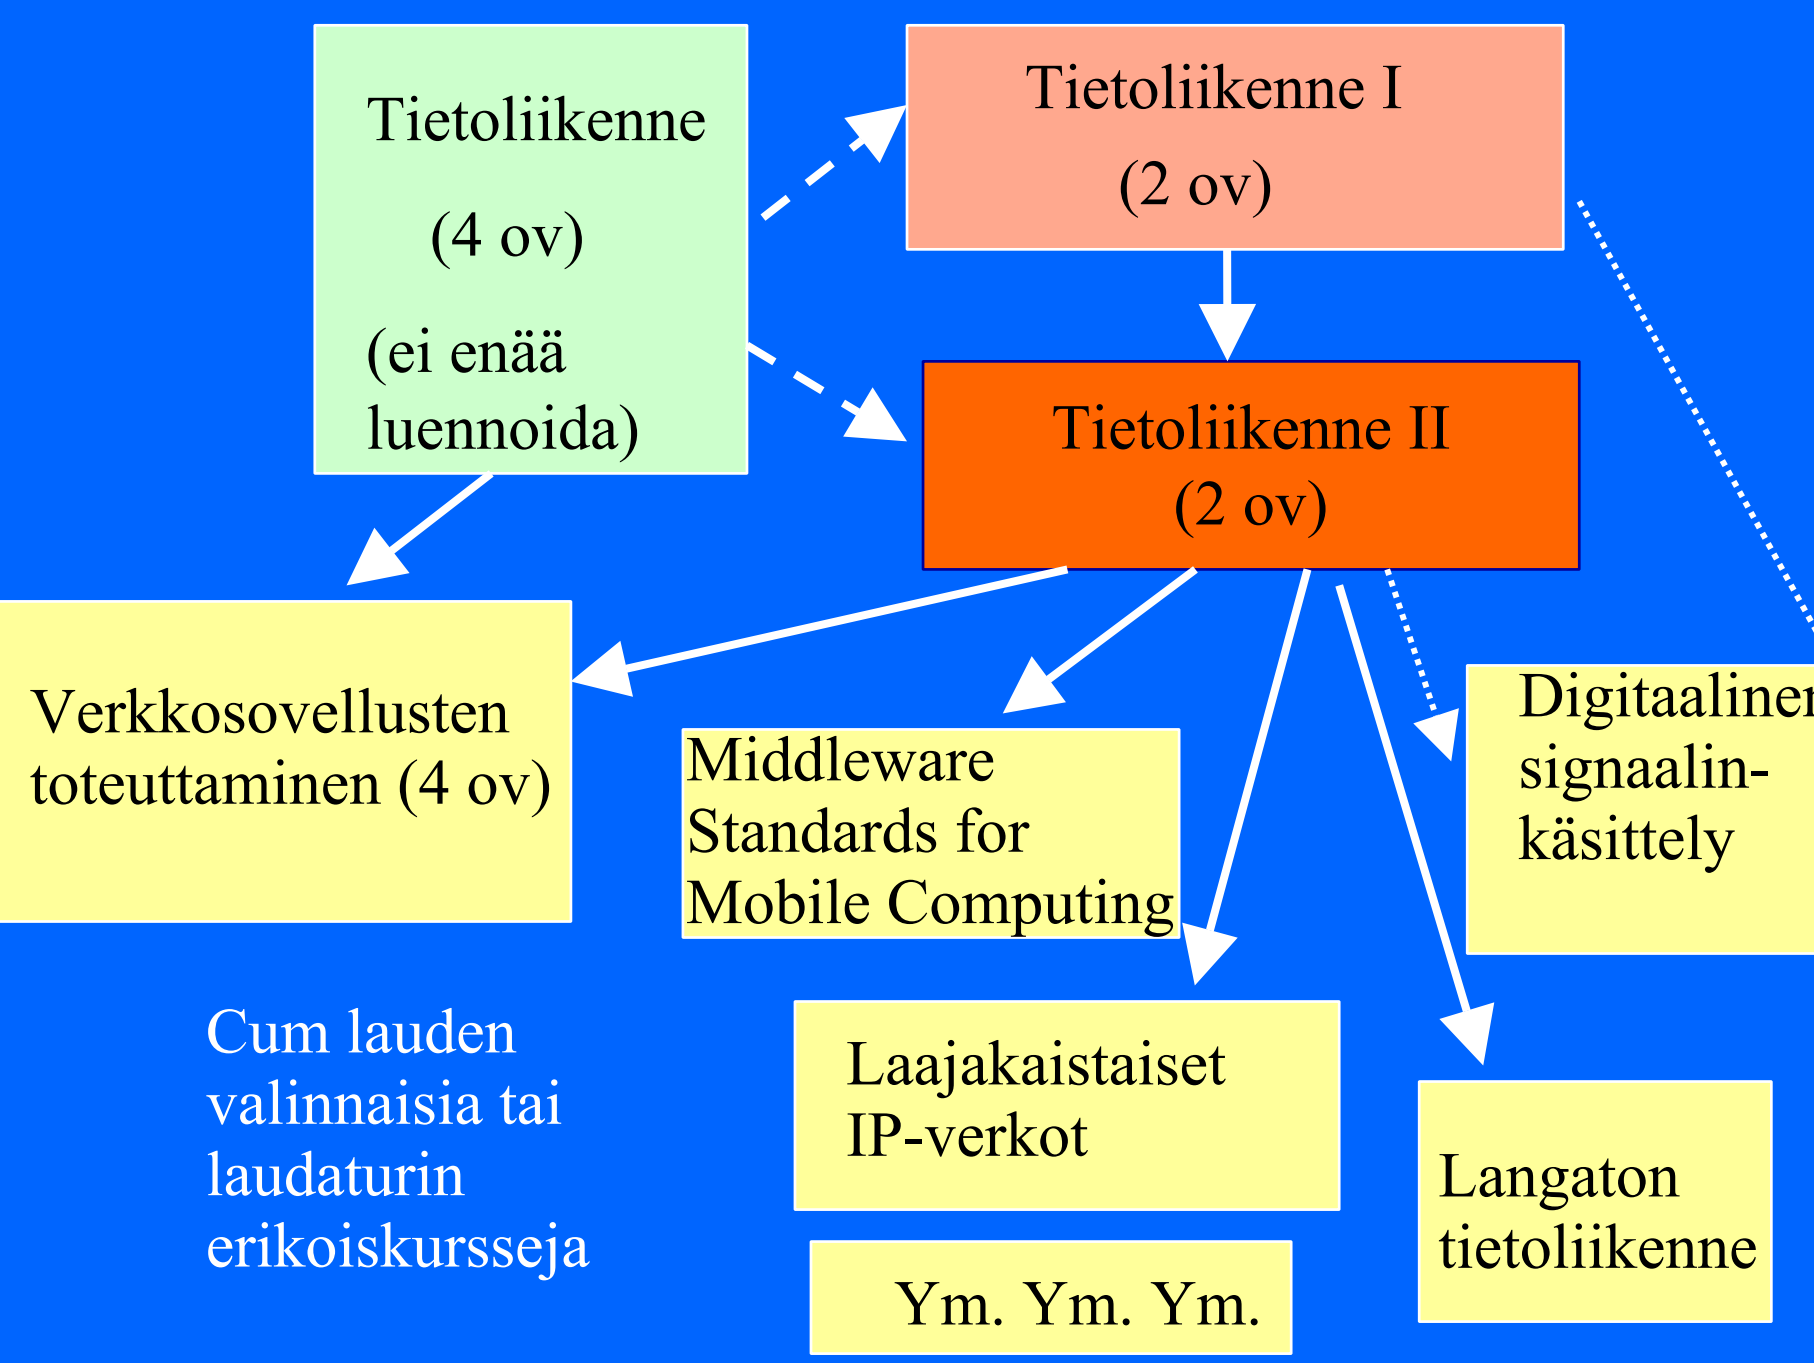 Tietoliikenne
(4 ov)
(ei enää
luennoida)
Tietoliikenne I
(2 ov)
Tietoliikenne II
(2 ov)
Verkkosovellusten
toteuttaminen (4 ov)
Middleware
Standards for
Mobile Computing
Digitaalinen
signaalin-
käsittely
Cum lauden
valinnaisia tai
laudaturin
erikoiskursseja
Laajakaistaiset
IP-verkot
Langaton
tietoliikenne
Ym. Ym. Ym.